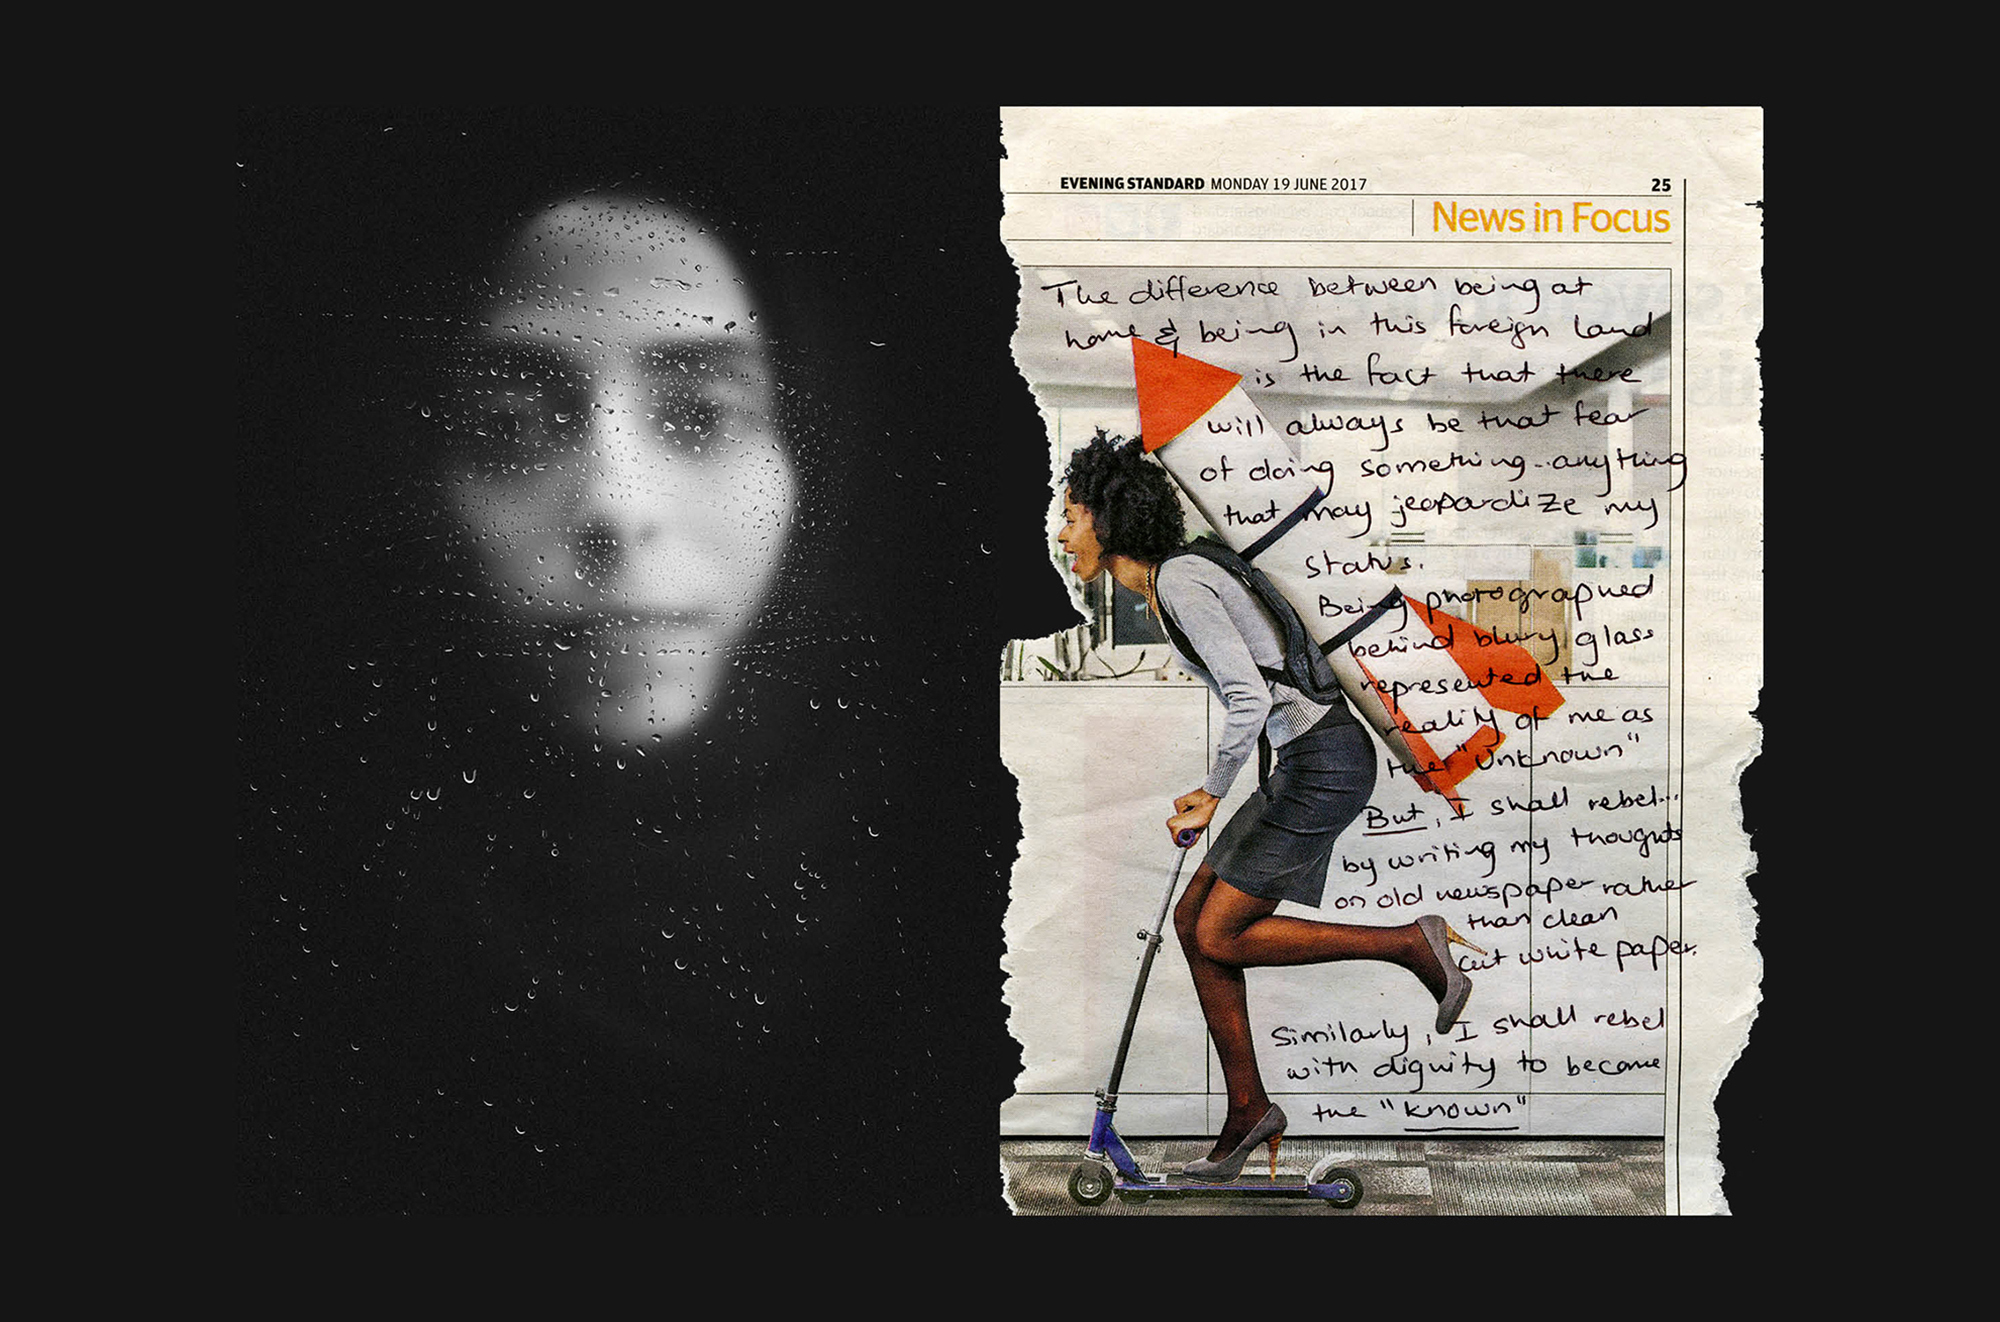 EVENING STANDARD MONDAY 19 JUNE 2017 25
News in Focus
The difference between being at
home & being in this foreign land
is the fact that there
will always be that fear
of doing something...anything
that may jeopardize my
status.
Being photographed
behind blurry glass
represented the
reality of me as
the "Unknown"
But, I shall rebel...
by writing my thoughts
on old newspaper rather
than clean
cut white paper.
Similarly, I shall rebel
with dignity to become
the "known"